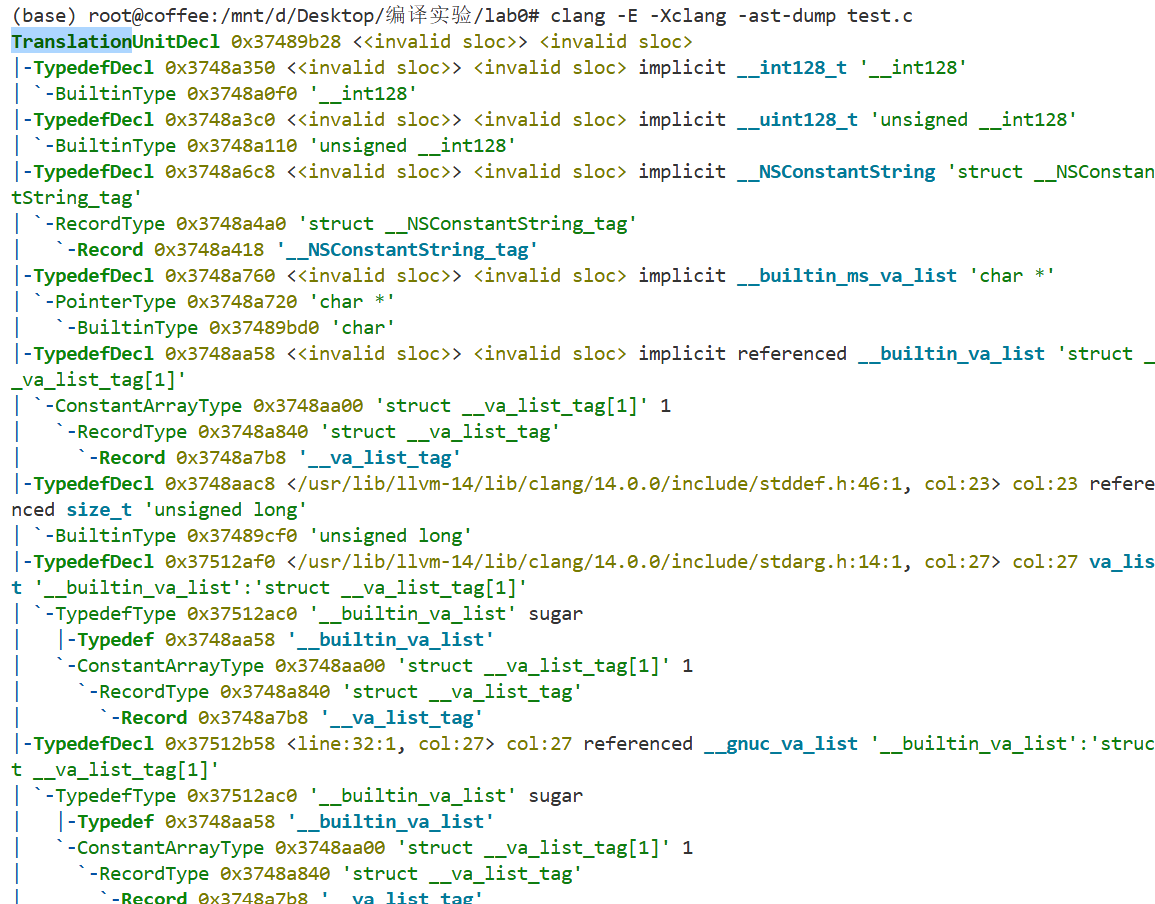 (base) root@coffee:/mnt/d/Desktop/编译实验/lab0# clang -E -Xclang -ast-dump test.c
TranslationUnitDecl 0x37489b28 <<invalid sloc>> <invalid sloc>
|-TypedefDecl 0x3748a350 <<invalid sloc>> <invalid sloc> implicit __int128_t '__int128'
| `-BuiltinType 0x3748a0f0 '__int128'
|-TypedefDecl 0x3748a3c0 <<invalid sloc>> <invalid sloc> implicit __uint128_t 'unsigned __int128'
| `-BuiltinType 0x3748a110 'unsigned __int128'
|-TypedefDecl 0x3748a6c8 <<invalid sloc>> <invalid sloc> implicit __NSConstantString 'struct __NSConstan
tString_tag'
| `-RecordType 0x3748a4a0 'struct __NSConstantString_tag'
|   `-Record 0x3748a418 '__NSConstantString_tag'
|-TypedefDecl 0x3748a760 <<invalid sloc>> <invalid sloc> implicit __builtin_ms_va_list 'char *'
| `-PointerType 0x3748a720 'char *'
|   `-BuiltinType 0x37489bd0 'char'
|-TypedefDecl 0x3748aa58 <<invalid sloc>> <invalid sloc> implicit referenced __builtin_va_list 'struct _
_va_list_tag[1]'
| `-ConstantArrayType 0x3748aa00 'struct __va_list_tag[1]' 1
|   `-RecordType 0x3748a840 'struct __va_list_tag'
|     `-Record 0x3748a7b8 '__va_list_tag'
|-TypedefDecl 0x3748aac8 </usr/lib/llvm-14/lib/clang/14.0.0/include/stddef.h:46:1, col:23> col:23 refere
nced size_t 'unsigned long'
| `-BuiltinType 0x37489cf0 'unsigned long'
|-TypedefDecl 0x37512af0 </usr/lib/llvm-14/lib/clang/14.0.0/include/stdarg.h:14:1, col:27> col:27 va_lis
t '__builtin_va_list':'struct __va_list_tag[1]'
| `-TypedefType 0x37512ac0 '__builtin_va_list' sugar
|   |-Typedef 0x3748aa58 '__builtin_va_list'
|   `-ConstantArrayType 0x3748aa00 'struct __va_list_tag[1]' 1
|     `-RecordType 0x3748a840 'struct __va_list_tag'
|       `-Record 0x3748a7b8 '__va_list_tag'
|-TypedefDecl 0x37512b58 <line:32:1, col:27> col:27 referenced __gnuc_va_list '__builtin_va_list':'struc
t __va_list_tag[1]'
| `-TypedefType 0x37512ac0 '__builtin_va_list' sugar
|   |-Typedef 0x3748aa58 '__builtin_va_list'
|   `-ConstantArrayType 0x3748aa00 'struct __va_list_tag[1]' 1
|     `-RecordType 0x3748a840 'struct __va_list_tag'
|       `-Record 0x3748a7b8 '__va_list_tag'